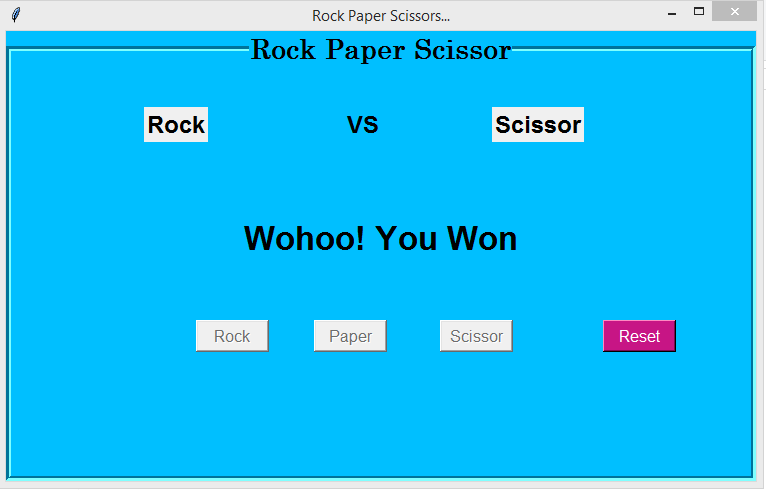 Rock Paper Scissors...
Rock Paper Scissor
Rock VS Scissor
Wohoo! You Won
Rock Paper Scissor Reset